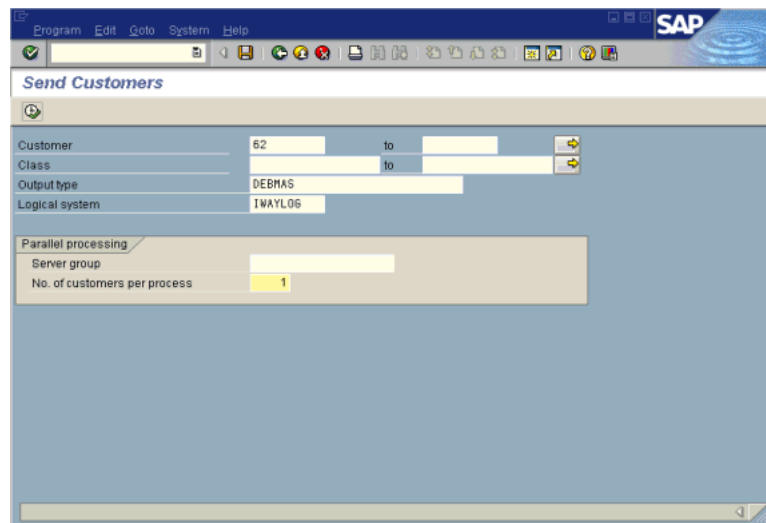 Program Edit Goto System Help
SAP
Send Customers
Customer 62 to
Class to
Output type DEBMAS
Logical system IWAYLOG
Parallel processing
Server group
No. of customers per process 1